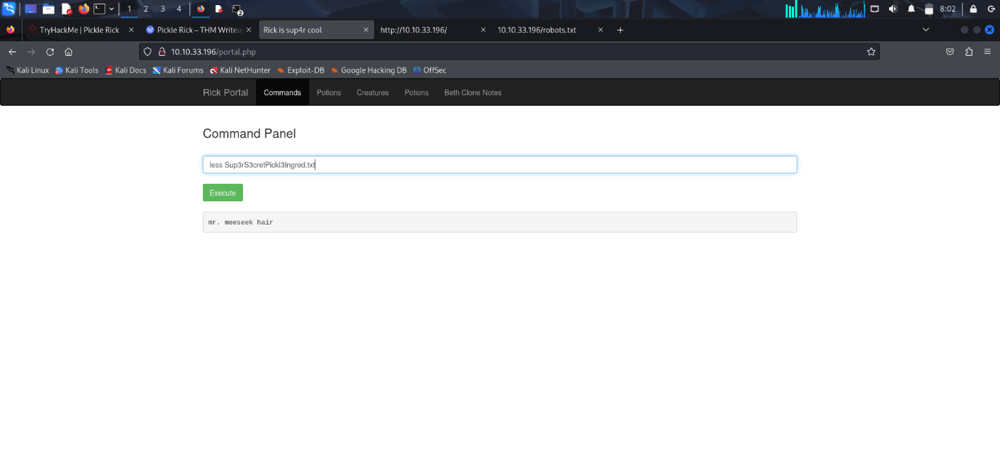 1 2 3 4 2 8:02
TryHackMe | Pickle Rick × Pickle Rick – THM Writeup × Rick is sup4r cool × http://10.10.33.196/ × 10.10.33.196/robots.txt × +
10.10.33.196/portal.php
Kali Linux Kali Tools Kali Docs Kali Forums Kali NetHunter Exploit-DB Google Hacking DB OffSec
Rick Portal Commands Potions Creatures Potions Beth Clone Notes
Command Panel
less Sup3rS3cretPickl3Ingred.txt
Execute
mr. meeseek hair